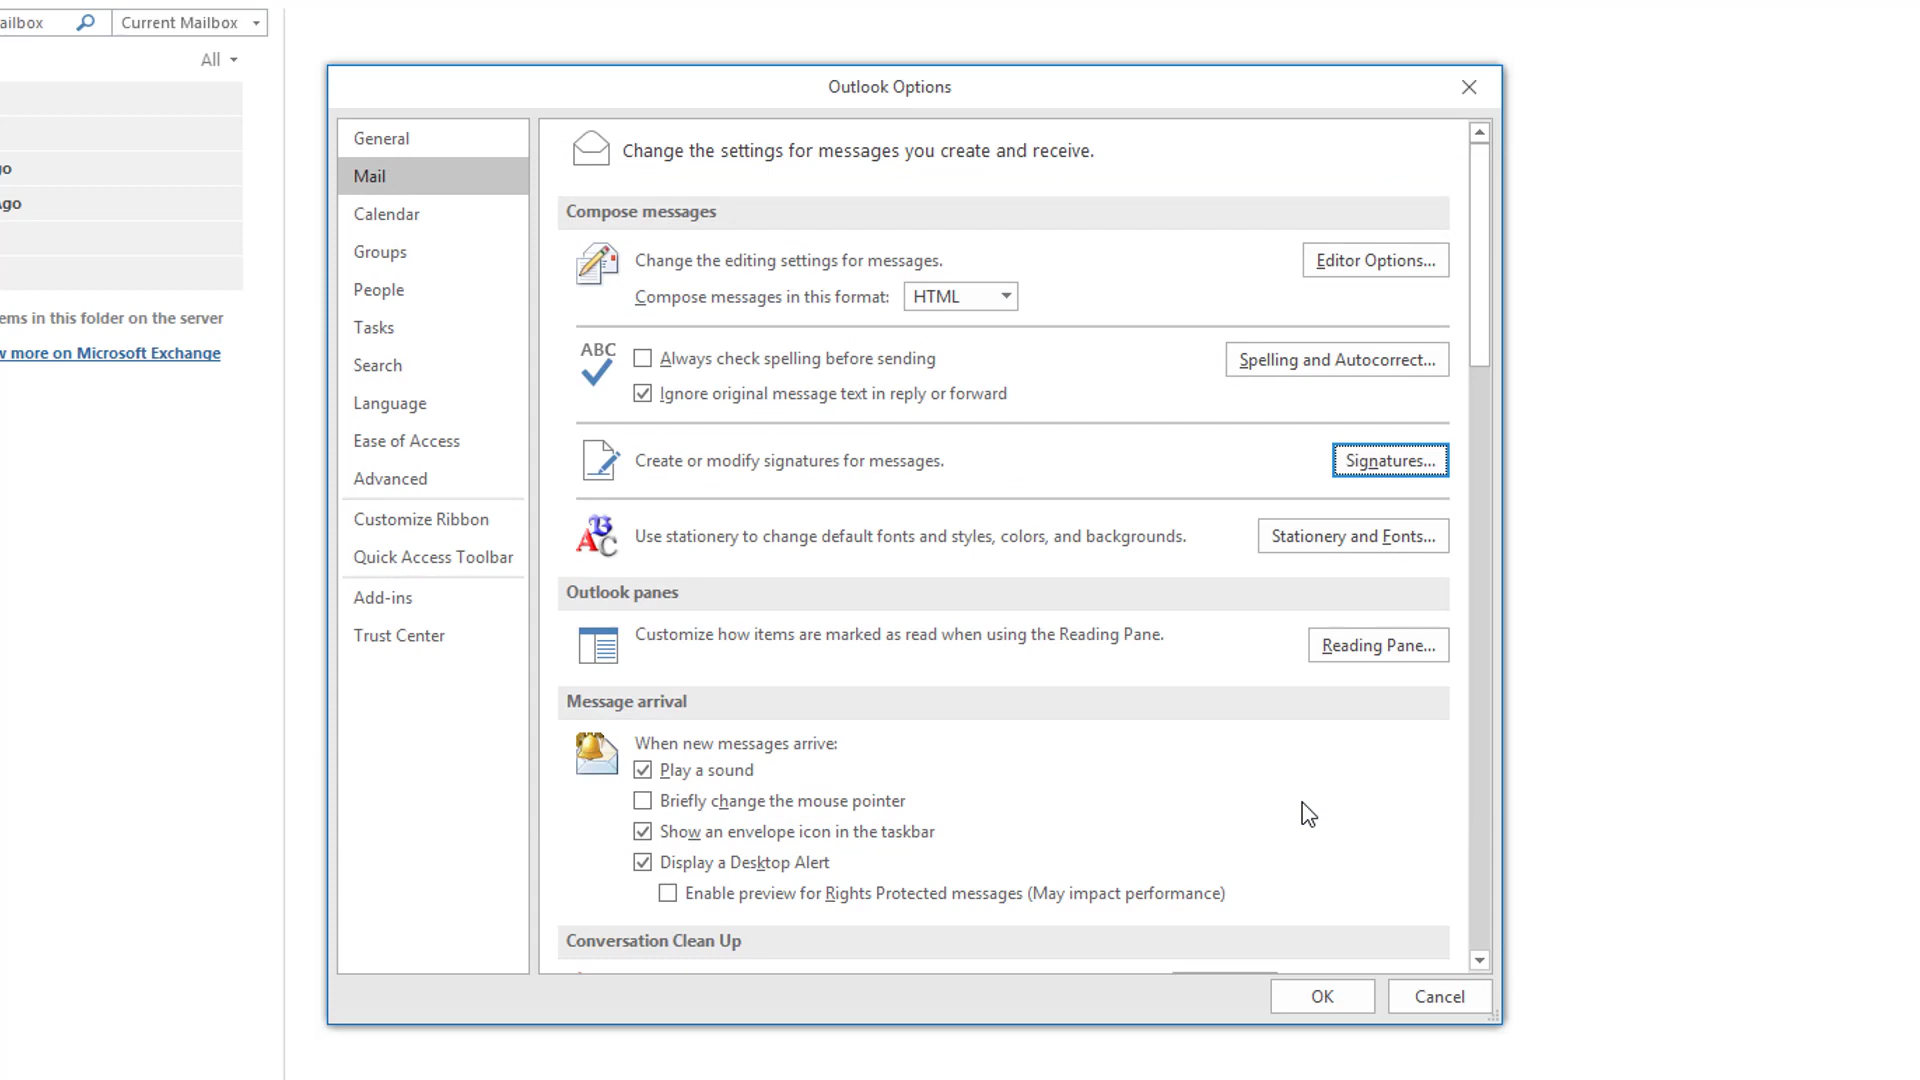 ailbox
Current Mailbox
All
go
Ago
ems in this folder on the server
w more on Microsoft Exchange
Outlook Options
General
Mail
Calendar
Groups
People
Tasks
Search
Language
Ease of Access
Advanced
Customize Ribbon
Quick Access Toolbar
Add-ins
Trust Center
Change the settings for messages you create and receive.
Compose messages
Change the editing settings for messages.
Editor Options...
Compose messages in this format: HTML
ABC
Always check spelling before sending
Spelling and Autocorrect...
Ignore original message text in reply or forward
Create or modify signatures for messages.
Signatures...
Use stationery to change default fonts and styles, colors, and backgrounds.
Stationery and Fonts...
Outlook panes
Customize how items are marked as read when using the Reading Pane.
Reading Pane...
Message arrival
When new messages arrive:
Play a sound
Briefly change the mouse pointer
Show an envelope icon in the taskbar
Display a Desktop Alert
Enable preview for Rights Protected messages (May impact performance)
Conversation Clean Up
OK
Cancel